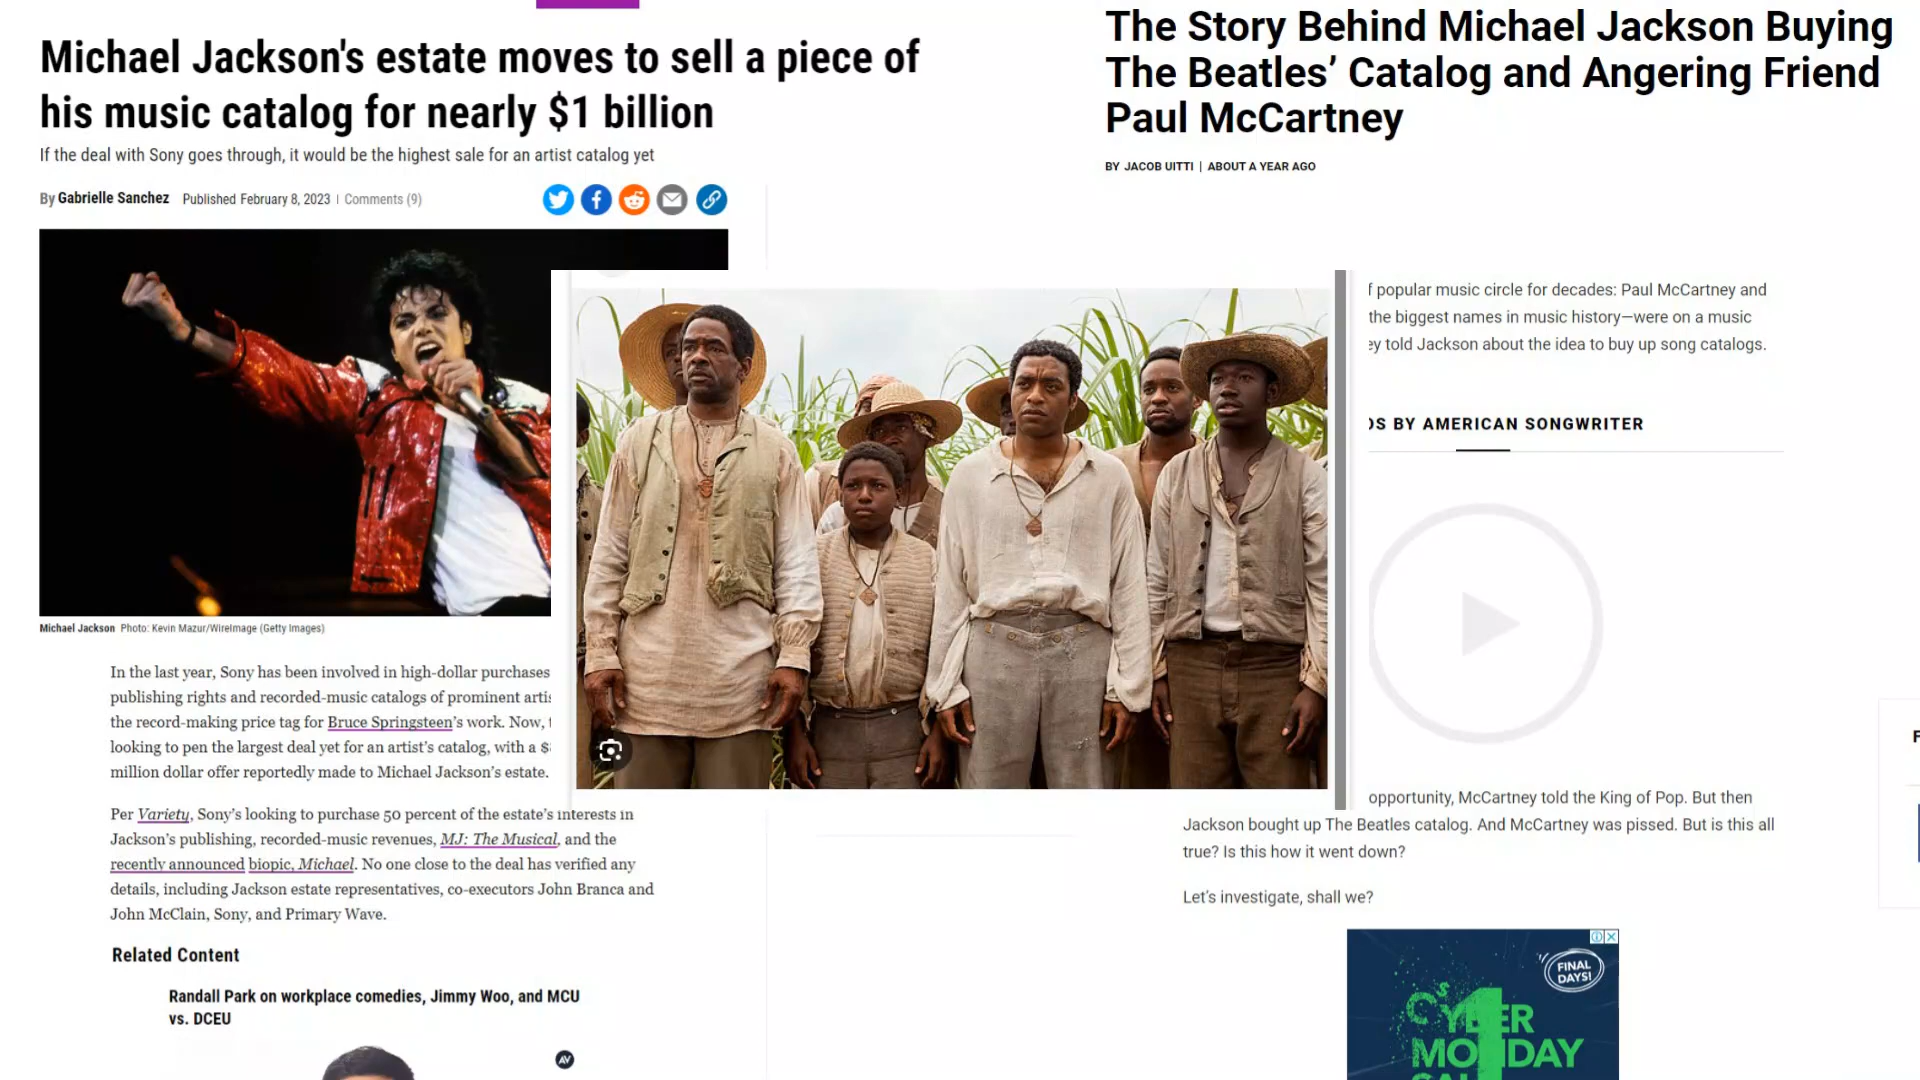 Michael Jackson's estate moves to sell a piece of
his music catalog for nearly $1 billion
If the deal with Sony goes through, it would be the highest sale for an artist catalog yet
By Gabrielle Sanchez Published February 8, 2023 | Comments (9)
Michael Jackson Photo: Kevin Mazur/WireImage (Getty Images)
In the last year, Sony has been involved in high-dollar purchases
publishing rights and recorded-music catalogs of prominent
the record-making price tag for Bruce Springsteen's work. Now,
looking to pen the largest deal yet for an artist's catalog, with a
million dollar offer reportedly made to Michael Jackson's estate.
Per Variety, Sony's looking to purchase 50 percent of the estate's interests in
Jackson's publishing, recorded-music revenues, MJ: The Musical, and the
recently announced biopic, Michael. No one close to the deal has verified any
details, including Jackson estate representatives, co-executors John Branca and
John McClain, Sony, and Primary Wave.
Related Content
Randall Park on workplace comedies, Jimmy Woo, and MCU
vs. DCEU
AV
The Story Behind Michael Jackson Buying
The Beatles' Catalog and Angering Friend
Paul McCartney
BY JACOB UITTI | ABOUT A YEAR AGO
popular music circle for decades: Paul McCartney and
the biggest names in music history—were on a music
told Jackson about the idea to buy up song catalogs.
BY AMERICAN SONGWRITER
opportunity, McCartney told the King of Pop. But then
Jackson bought up The Beatles catalog. And McCartney was pissed. But is this all
true? Is this how it went down?
Let's investigate, shall we?
FINAL
DAYS!
CYBER
MONDAY